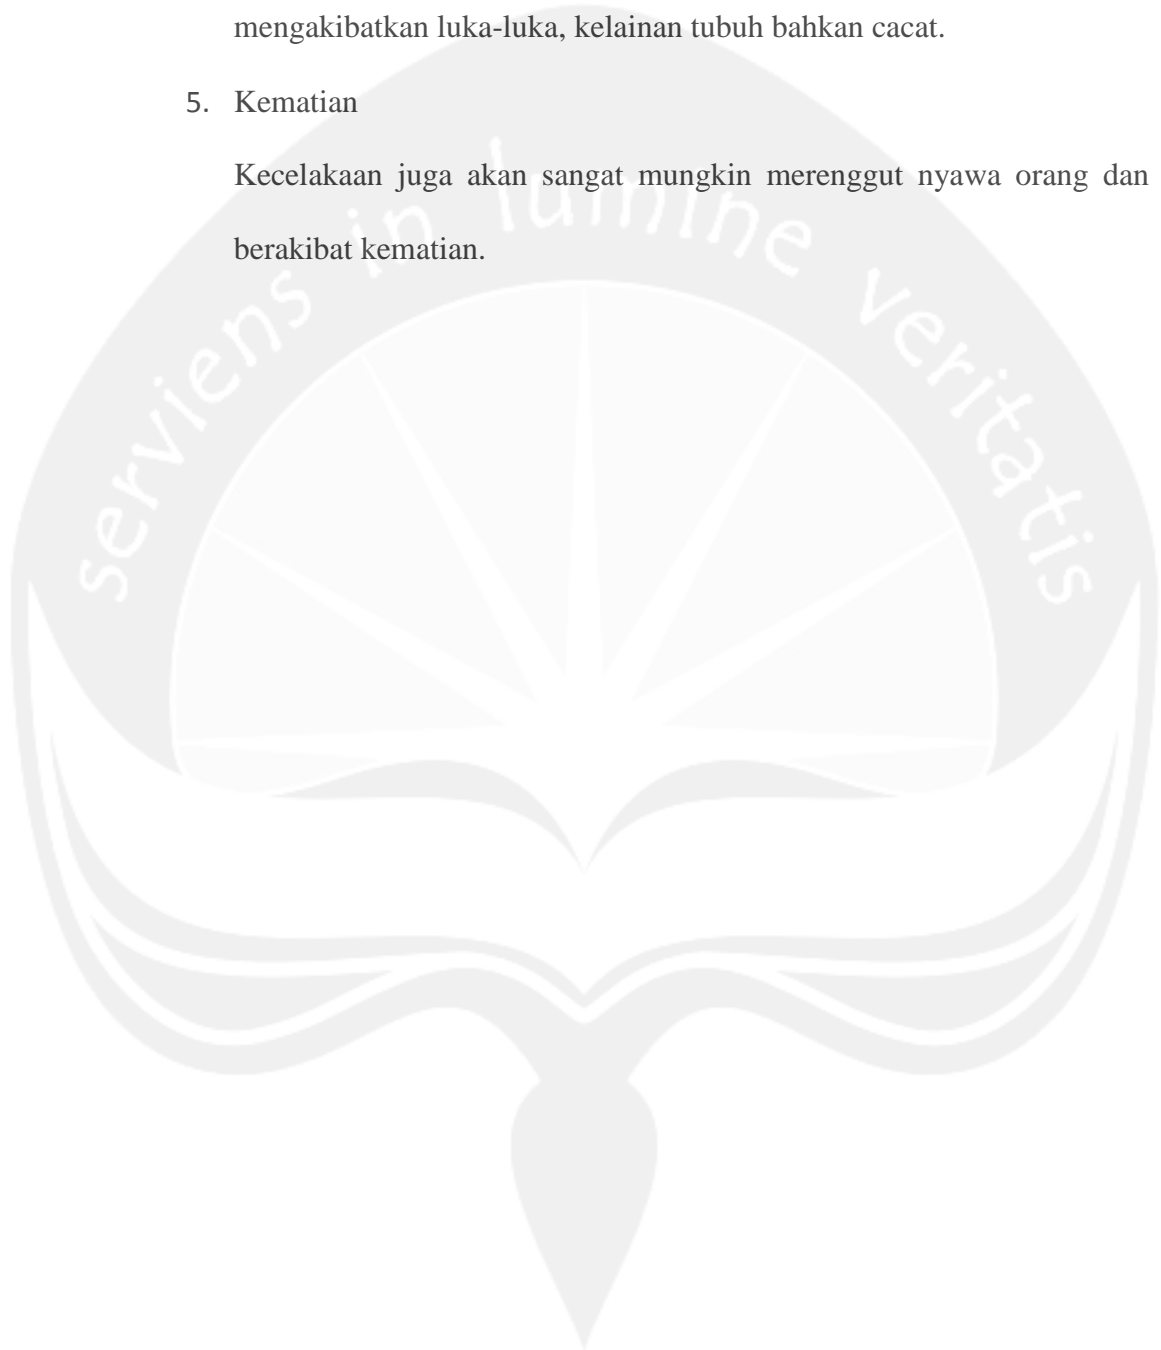 mengakibatkan luka-luka, kelainan tubuh bahkan cacat.
5. Kematian
Kecelakaan juga akan sangat mungkin merenggut nyawa orang dan
berakibat kematian.
serviens in lumine veritatis